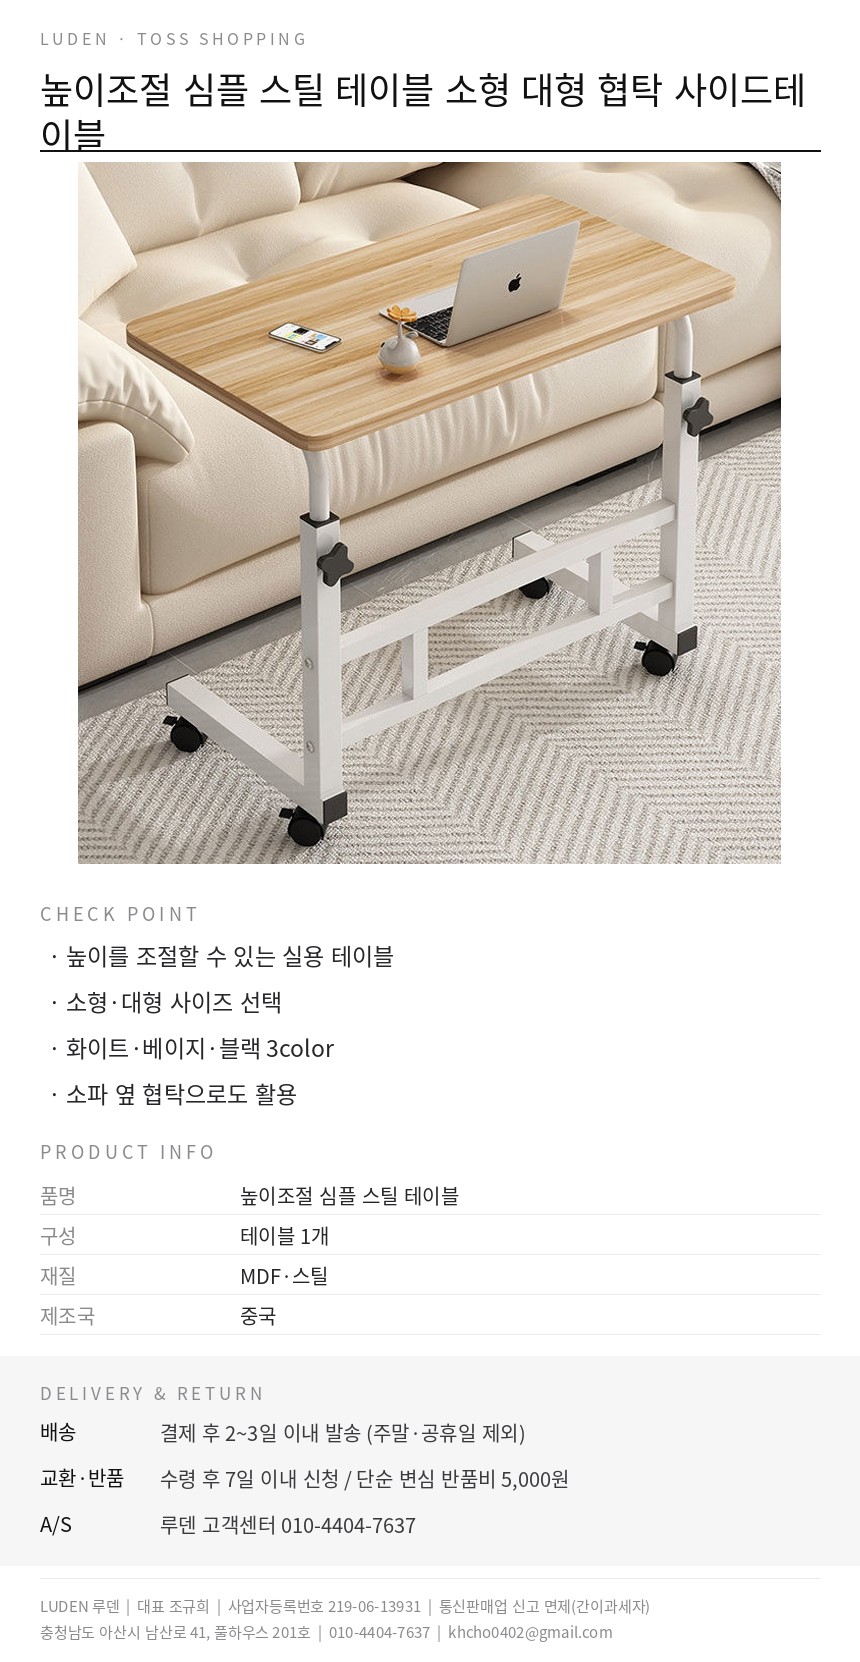 LUDEN · TOSS SHOPPING
높이조절 심플 스틸 테이블 소형 대형 협탁 사이드테
이블
CHECK POINT
· 높이를 조절할 수 있는 실용 테이블
· 소형·대형 사이즈 선택
· 화이트·베이지·블랙 3color
· 소파 옆 협탁으로도 활용
PRODUCT INFO
품명 높이조절 심플 스틸 테이블
구성 테이블 1개
재질 MDF·스틸
제조국 중국
DELIVERY & RETURN
배송 결제 후 2~3일 이내 발송 (주말·공휴일 제외)
교환·반품 수령 후 7일 이내 신청 / 단순 변심 반품비 5,000원
A/S 루덴 고객센터 010-4404-7637
LUDEN 루덴 | 대표 조규희 | 사업자등록번호 219-06-13931 | 통신판매업 신고 면제(간이과세자)
충청남도 아산시 남산로 41, 풀하우스 201호 | 010-4404-7637 | khcho0402@gmail.com